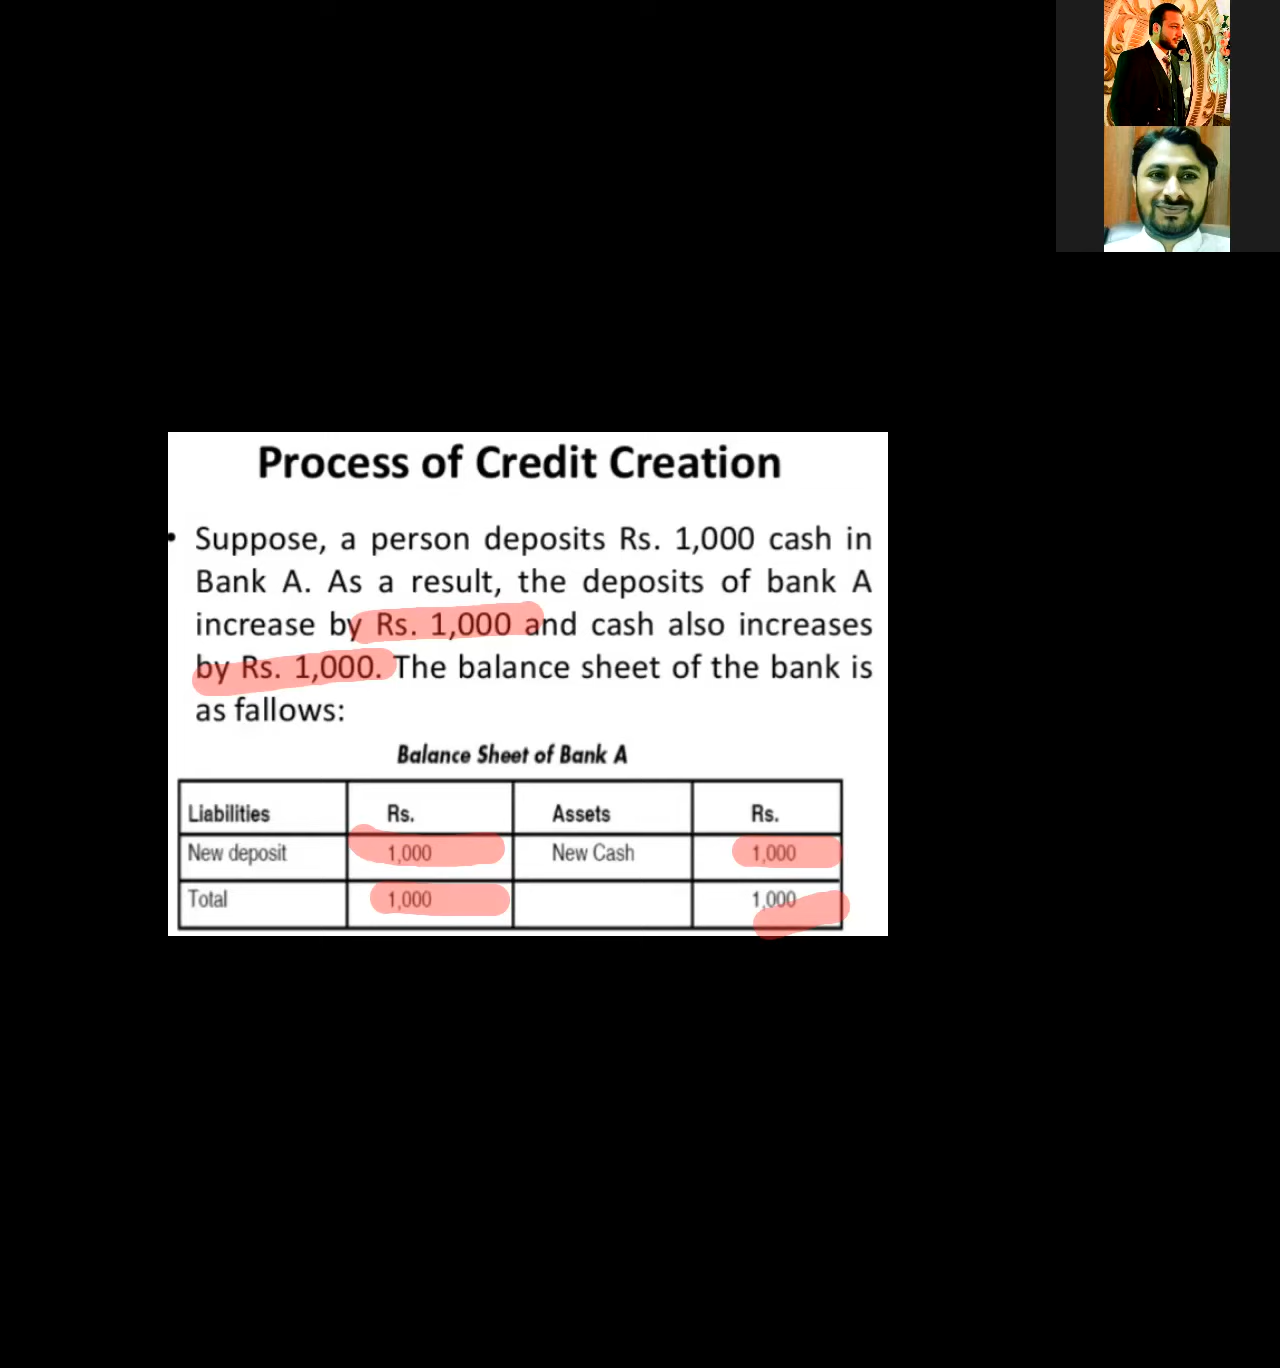 Process of Credit Creation
• Suppose, a person deposits Rs. 1,000 cash in
Bank A. As a result, the deposits of bank A
increase by Rs. 1,000 and cash also increases
by Rs. 1,000. The balance sheet of the bank is
as fallows:
Balance Sheet of Bank A
Liabilities Rs. Assets Rs.
New deposit 1,000 New Cash 1,000
Total 1,000 1,000